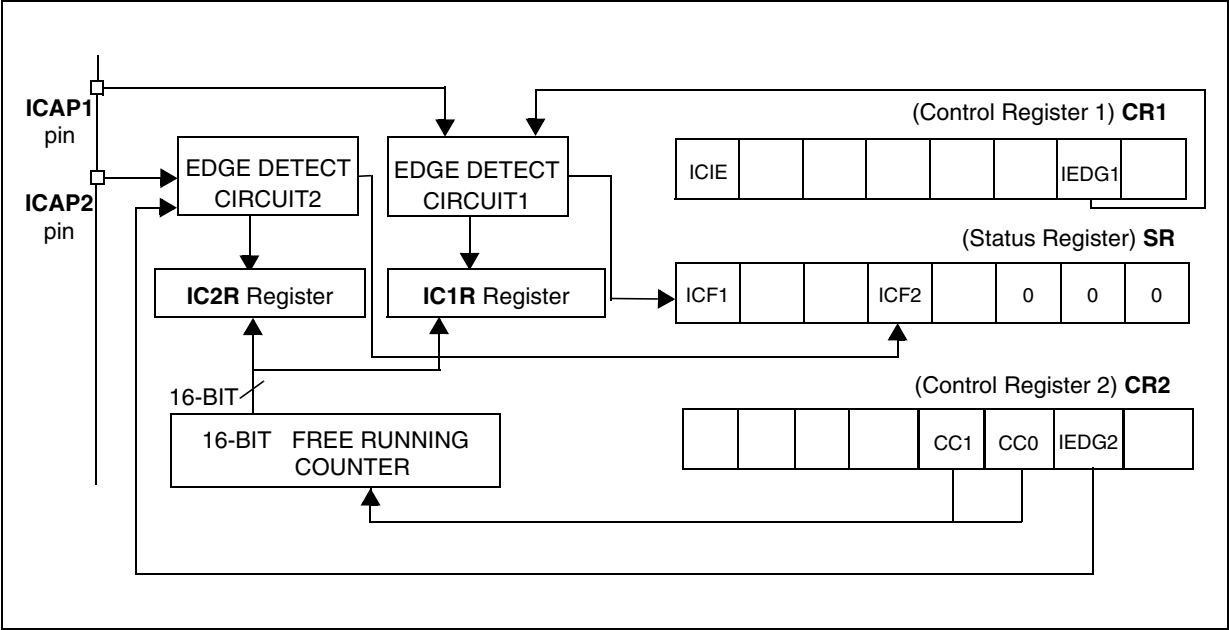 ICAP1
pin
ICAP2
pin
EDGE DETECT
CIRCUIT2
EDGE DETECT
CIRCUIT1
IC2R Register
IC1R Register
16-BIT
16-BIT FREE RUNNING
COUNTER
(Control Register 1) CR1
ICIE IEDG1
(Status Register) SR
ICF1 ICF2 0 0 0
(Control Register 2) CR2
CC1 CC0 IEDG2